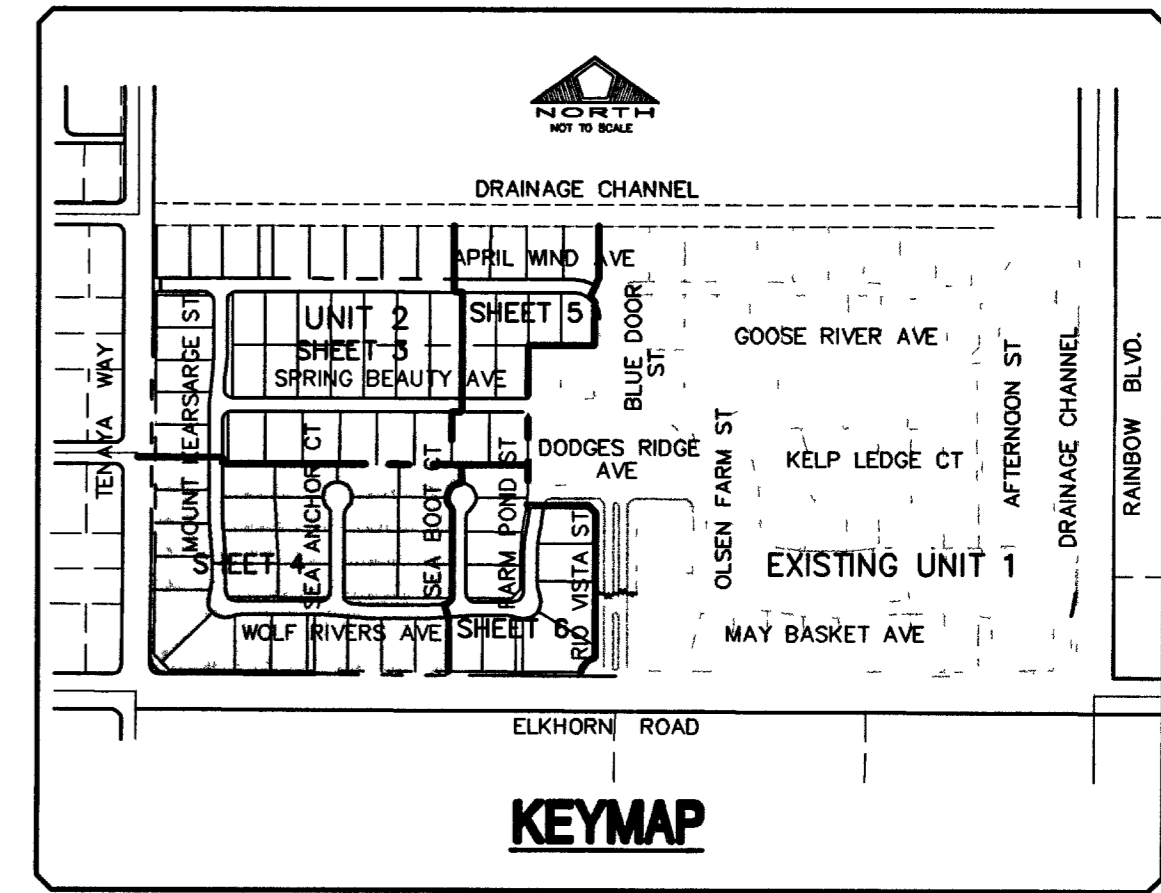 NORTH
NOT TO SCALE
DRAINAGE CHANNEL
APRIL WIND AVE
UNIT 2
SHEET 3
SHEET 5
SPRING BEAUTY AVE
BLUE DOOR
ST
GOOSE RIVER AVE
TENAYA WAY
MOUNT KEARSARGE ST
SEA ANCHOR CT
SEA BOOT CT
FARM POND ST
DODGES RIDGE
AVE
OLSEN FARM ST
KELP LEDGE CT
AFTERNOON ST
DRAINAGE CHANNEL
RAINBOW BLVD.
SHEET 4
EXISTING UNIT 1
WOLF RIVERS AVE
SHEET 6
RIO VISTA ST
MAY BASKET AVE
ELKHORN ROAD
KEYMAP